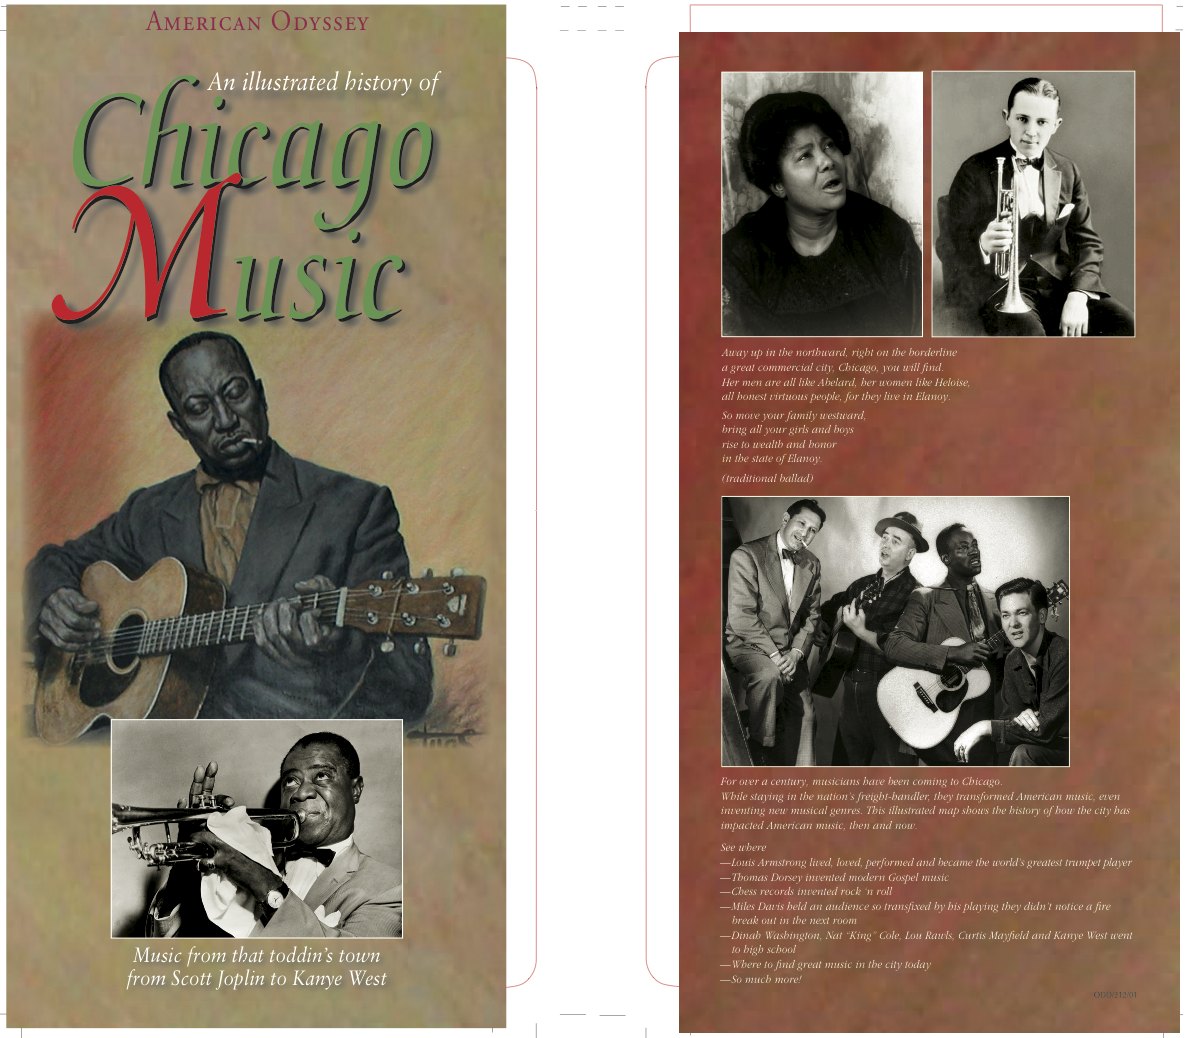 American Odyssey
An illustrated history of
Chicago
Music
Music from that toddin's town
from Scott Joplin to Kanye West
Away up in the northward, right on the borderline
a great commercial city, Chicago, you will find.
Her men are all like Abelard, her women like Heloise,
all honest virtuous people, for they live in Elanoy.
So move your family westward,
bring all your girls and boys
rise to wealth and honor
in the state of Elanoy.
(traditional ballad)
For over a century, musicians have been coming to Chicago.
While staying in the nation's freight-handler, they transformed American music, even
inventing new musical genres. This illustrated map shows the history of how the city has
impacted American music, then and now.
See where
—Louis Armstrong lived, loved, performed and became the world's greatest trumpet player
—Thomas Dorsey invented modern Gospel music
—Chess records invented rock 'n roll
—Miles Davis held an audience so transfixed by his playing they didn't notice a fire
break out in the next room
—Dinah Washington, Nat "King" Cole, Lou Rawls, Curtis Mayfield and Kanye West went
to high school
—Where to find great music in the city today
—So much more!